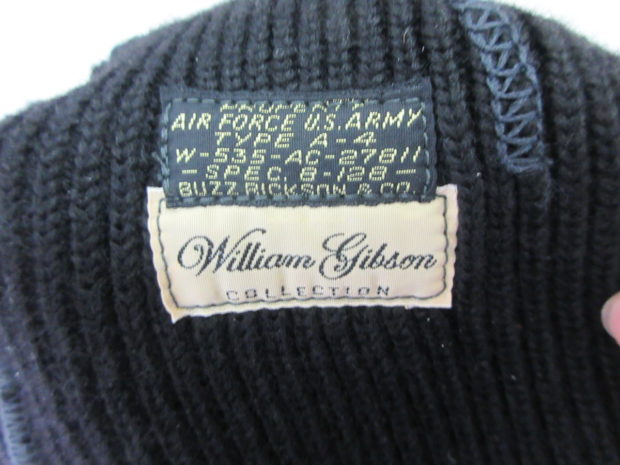 PROPERTY
AIR FORCE U.S. ARMY
TYPE A-4
W-535-AC-27811
- SPEC. 8-128 -
BUZZ RICKSON & CO.
William Gibson
COLLECTION